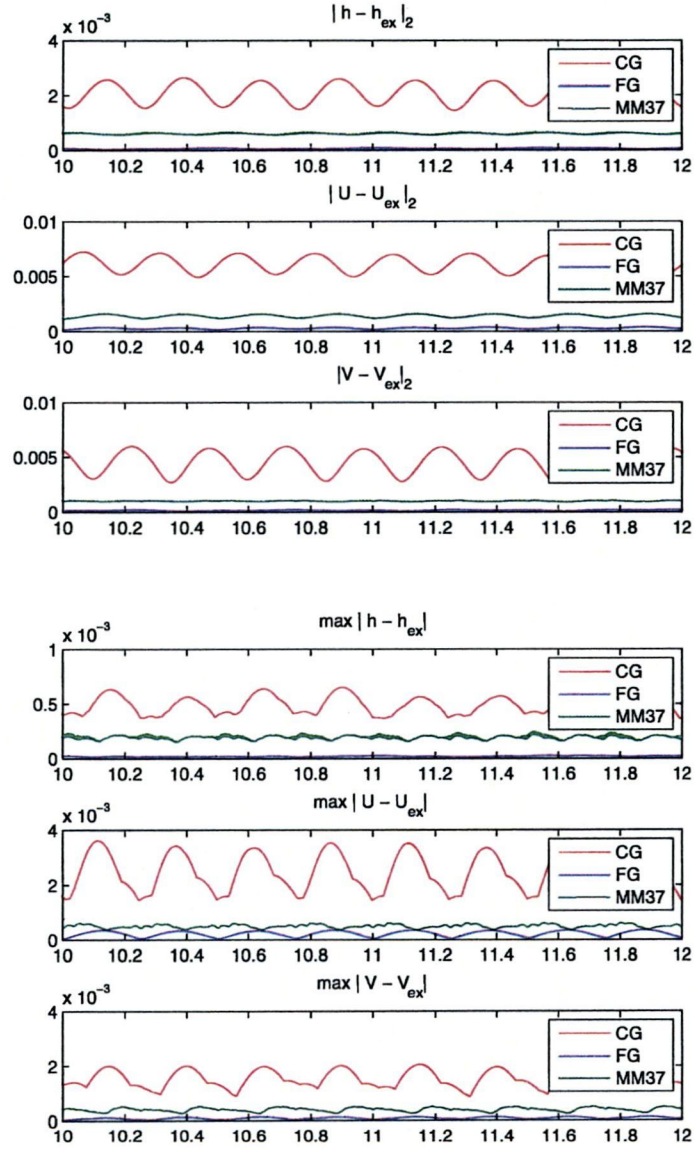 | h − h_ex |_2
x 10^−3
4
2
0
CG
FG
MM37
10 10.2 10.4 10.6 10.8 11 11.2 11.4 11.6 11.8 12
| U − U_ex |_2
0.01
0.005
0
CG
FG
MM37
10 10.2 10.4 10.6 10.8 11 11.2 11.4 11.6 11.8 12
|V − V_ex|_2
0.01
0.005
0
CG
FG
MM37
10 10.2 10.4 10.6 10.8 11 11.2 11.4 11.6 11.8 12
max | h − h_ex|
x 10^−3
1
0.5
0
CG
FG
MM37
10 10.2 10.4 10.6 10.8 11 11.2 11.4 11.6 11.8 12
max | U − U_ex|
x 10^−3
4
2
0
CG
FG
MM37
10 10.2 10.4 10.6 10.8 11 11.2 11.4 11.6 11.8 12
max | V − V_ex|
x 10^−3
4
2
0
CG
FG
MM37
10 10.2 10.4 10.6 10.8 11 11.2 11.4 11.6 11.8 12